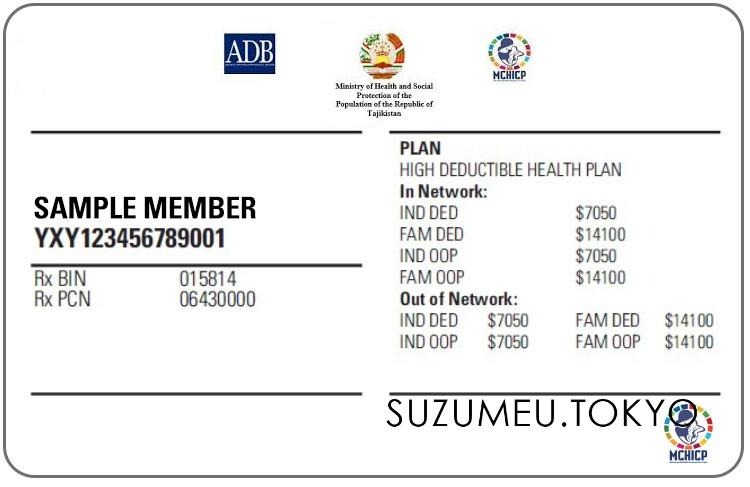 ADB
MCHICP
Ministry of Health and Social
Protection of the
Population of the Republic of
Tajikistan
SAMPLE MEMBER
YXY123456789001
Rx BIN 015814
Rx PCN 06430000
PLAN
HIGH DEDUCTIBLE HEALTH PLAN
In Network:
IND DED $7050
FAM DED $14100
IND OOP $7050
FAM OOP $14100
Out of Network:
IND DED $7050 FAM DED $14100
IND OOP $7050 FAM OOP $14100
SUZUMEU.TOKYO
MCHICP